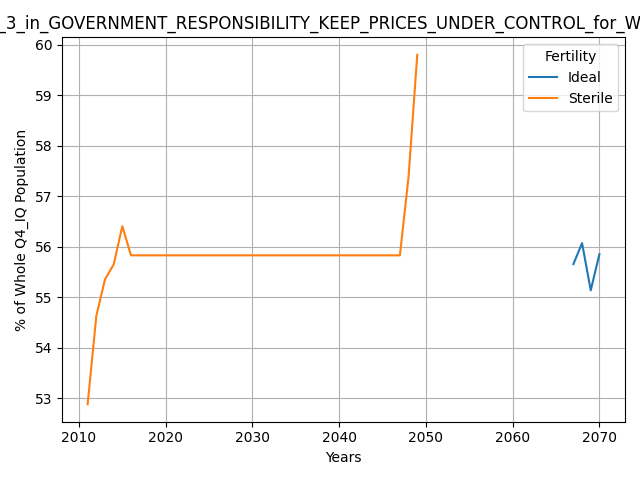 _3_in_GOVERNMENT_RESPONSIBILITY_KEEP_PRICES_UNDER_CONTROL_for_W
Fertility
Ideal
Sterile
% of Whole Q4_IQ Population
60
59
58
57
56
55
54
53
2010 2020 2030 2040 2050 2060 2070
Years